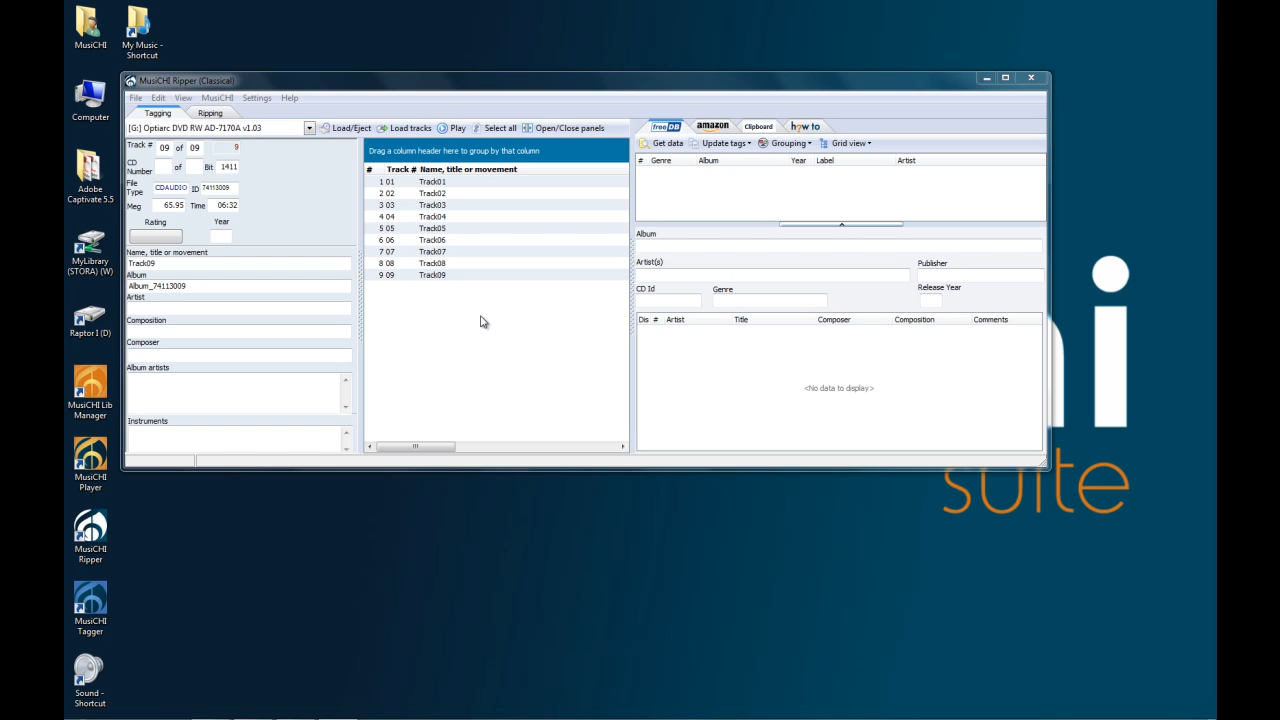 MusiCHI
My Music -
Shortcut
Computer
Adobe
Captivate 5.5
MyLibrary
(STORA) (W)
Raptor I (D)
MusiCHI Lib
Manager
MusiCHI
Player
MusiCHI
Ripper
MusiCHI
Tagger
Sound -
Shortcut
MusiCHI Ripper (Classical)
File Edit View MusiCHI Settings Help
Tagging Ripping
[G:] Optiarc DVD RW AD-7170A v1.03 Load/Eject Load tracks Play Select all Open/Close panels
Track # 09 of 09 9
CD
Number of Bit 1411
File
Type CDAUDIO ID 74113009
Meg 65.95 Time 06:32
Rating Year
Name, title or movement
Track09
Album
Album_74113009
Artist
Composition
Composer
Album artists
Instruments
Drag a column header here to group by that column
# Track # Name, title or movement
1 01 Track01
2 02 Track02
3 03 Track03
4 04 Track04
5 05 Track05
6 06 Track06
7 07 Track07
8 08 Track08
9 09 Track09
freeDB amazon Clipboard how to
Get data Update tags Grouping Grid view
# Genre Album Year Label Artist
Album
Artist(s) Publisher
CD Id Genre Release Year
Dis # Artist Title Composer Composition Comments
<No data to display>
hi
suite